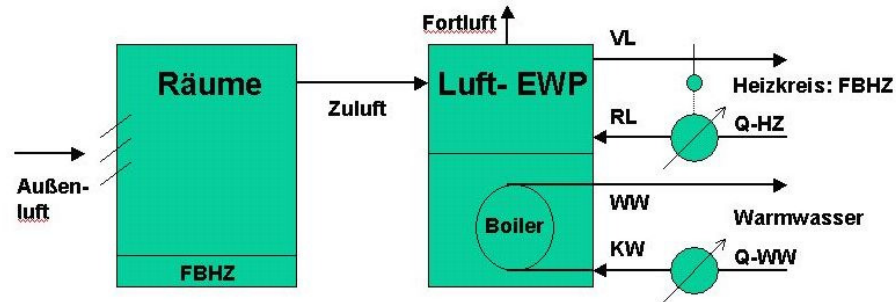 Fortluft
VL
Räume
Luft- EWP
Heizkreis: FBHZ
Zuluft
RL
Q-HZ
Außen-
luft
WW
Boiler
Warmwasser
KW
Q-WW
FBHZ